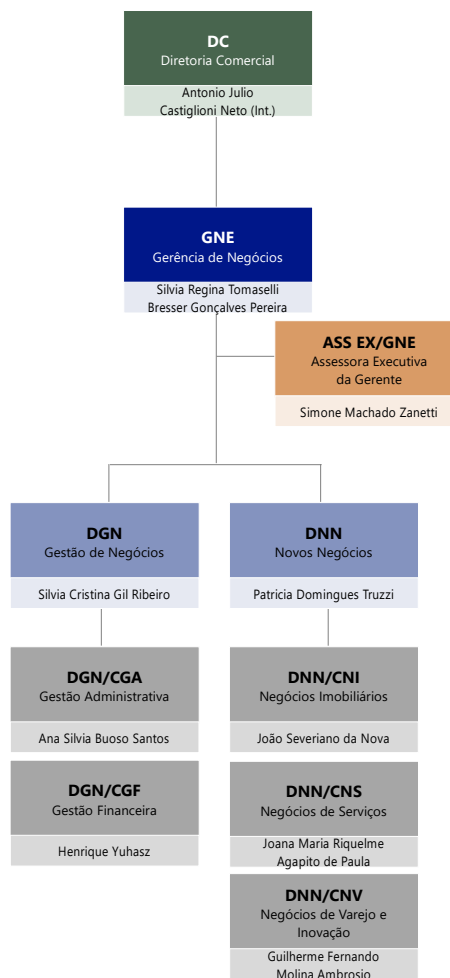 DC
Diretoria Comercial
Antonio Julio
Castiglioni Neto (Int.)
GNE
Gerência de Negócios
Silvia Regina Tomaselli
Bresser Gonçalves Pereira
ASS EX/GNE
Assessora Executiva
da Gerente
Simone Machado Zanetti
DGN
Gestão de Negócios
Silvia Cristina Gil Ribeiro
DNN
Novos Negócios
Patricia Domingues Truzzi
DGN/CGA
Gestão Administrativa
Ana Silvia Buoso Santos
DNN/CNI
Negócios Imobiliários
João Severiano da Nova
DGN/CGF
Gestão Financeira
Henrique Yuhasz
DNN/CNS
Negócios de Serviços
Joana Maria Riquelme
Agapito de Paula
DNN/CNV
Negócios de Varejo e
Inovação
Guilherme Fernando
Molina Ambrosio